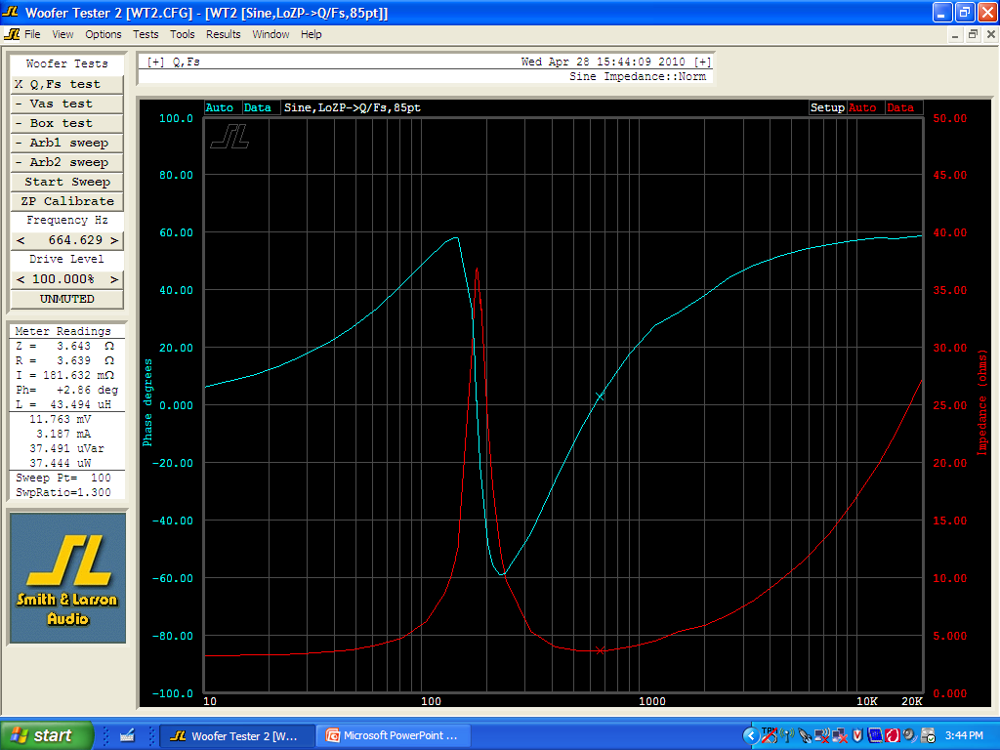 Woofer Tester 2 [WT2.CFG] - [WT2 [Sine,LoZP->Q/Fs,85pt]]
File View Options Tests Tools Results Window Help
Woofer Tests
X Q,Fs test
- Vas test
- Box test
- Arb1 sweep
- Arb2 sweep
Start Sweep
ZP Calibrate
Frequency Hz
< 664.629 >
Drive Level
< 100.000% >
UNMUTED
Meter Readings
Z = 3.643 Ω
R = 3.639 Ω
I = 181.632 mΩ
Ph= +2.86 deg
L = 43.494 uH
11.763 mV
3.187 mA
37.491 uVar
37.444 uW
Sweep Pt= 100
SwpRatio=1.300
Smith & Larson
Audio
[+] Q,Fs Wed Apr 28 15:44:09 2010 [+]
Sine Impedance::Norm
Auto Data Sine,LoZP->Q/Fs,85pt Setup Auto Data
100.0 50.00
80.00 45.00
60.00 40.00
40.00 35.00
20.00 30.00
0.000 25.00
-20.00 20.00
-40.00 15.00
-60.00 10.00
-80.00 5.000
-100.0 0.000
Phase degrees
Impedance (ohms)
10 100 1000 10K 20K
start Woofer Tester 2 [W... Microsoft PowerPoint ... 3:44 PM